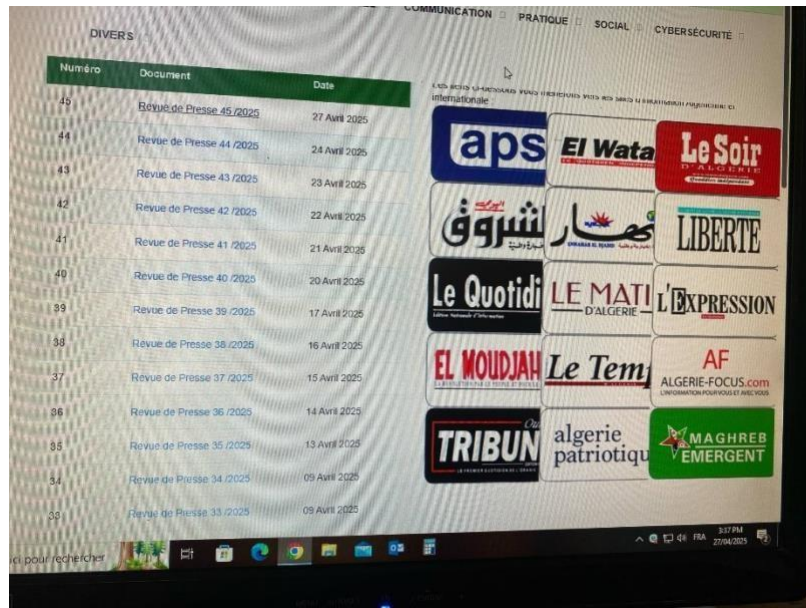 COMMUNICATION PRATIQUE SOCIAL CYBERSÉCURITÉ
DIVERS
Numéro Document Date
45 Revue de Presse 45 /2025 27 Avril 2025
44 Revue de Presse 44 /2025 24 Avril 2025
43 Revue de Presse 43 /2025 23 Avril 2025
42 Revue de Presse 42 /2025 22 Avril 2025
41 Revue de Presse 41 /2025 21 Avril 2025
40 Revue de Presse 40 /2025 20 Avril 2025
39 Revue de Presse 39 /2025 17 Avril 2025
38 Revue de Presse 38 /2025 16 Avril 2025
37 Revue de Presse 37 /2025 15 Avril 2025
36 Revue de Presse 36 /2025 14 Avril 2025
35 Revue de Presse 35 /2025 13 Avril 2025
34 Revue de Presse 34 /2025 09 Avril 2025
33 Revue de Presse 33 /2025 09 Avril 2025
internationale
aps
El Wata
Le Soir
D'ALGERIE
الشروق
LIBERTE
Le Quotidi
LE MATI
D'ALGERIE
L'EXPRESSION
EL MOUDJAH
Le Temp
AF
ALGERIE-FOCUS.com
L'INFORMATION POUR VOUS ET AVEC VOUS
TRIBUN
algerie
patriotiqu
MAGHREB
EMERGENT
ici pour rechercher
FRA
3:37 PM
27/04/2025